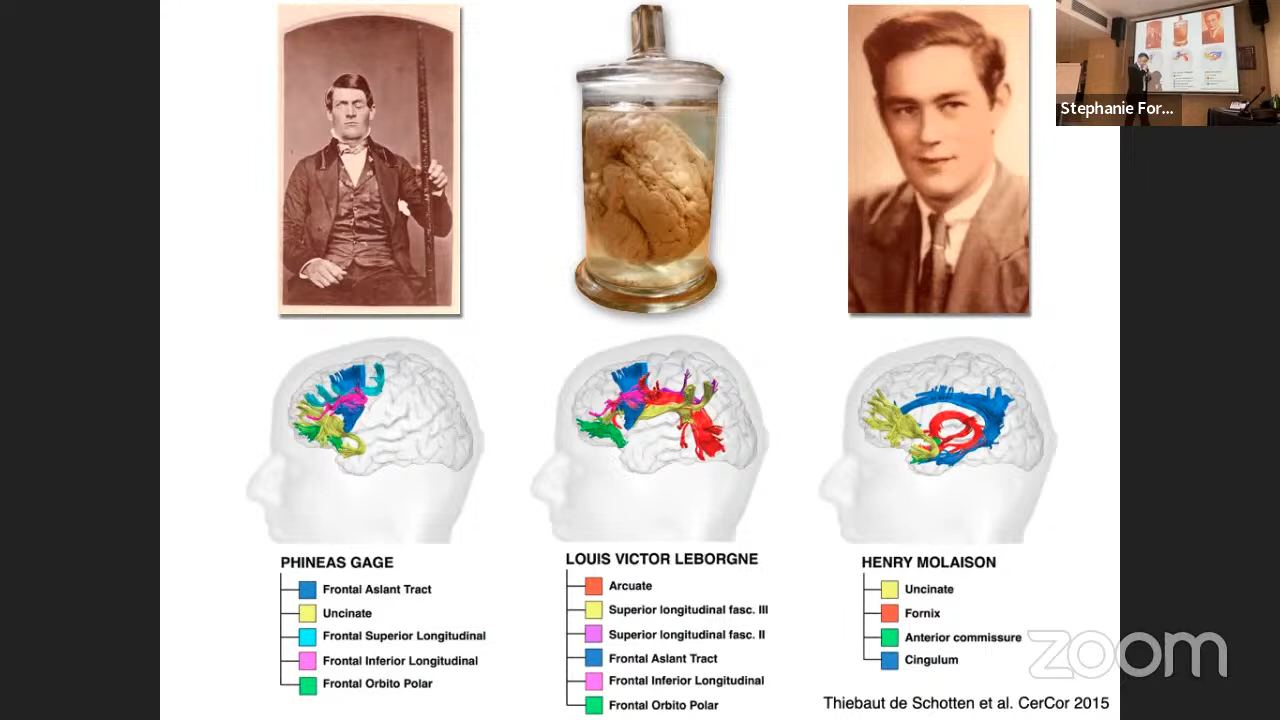 Stephanie For...
PHINEAS GAGE
Frontal Aslant Tract
Uncinate
Frontal Superior Longitudinal
Frontal Inferior Longitudinal
Frontal Orbito Polar
LOUIS VICTOR LEBORGNE
Arcuate
Superior longitudinal fasc. III
Superior longitudinal fasc. II
Frontal Aslant Tract
Frontal Inferior Longitudinal
Frontal Orbito Polar
HENRY MOLAISON
Uncinate
Fornix
Anterior commissure
Cingulum
zoom
Thiebaut de Schotten et al. CerCor 2015